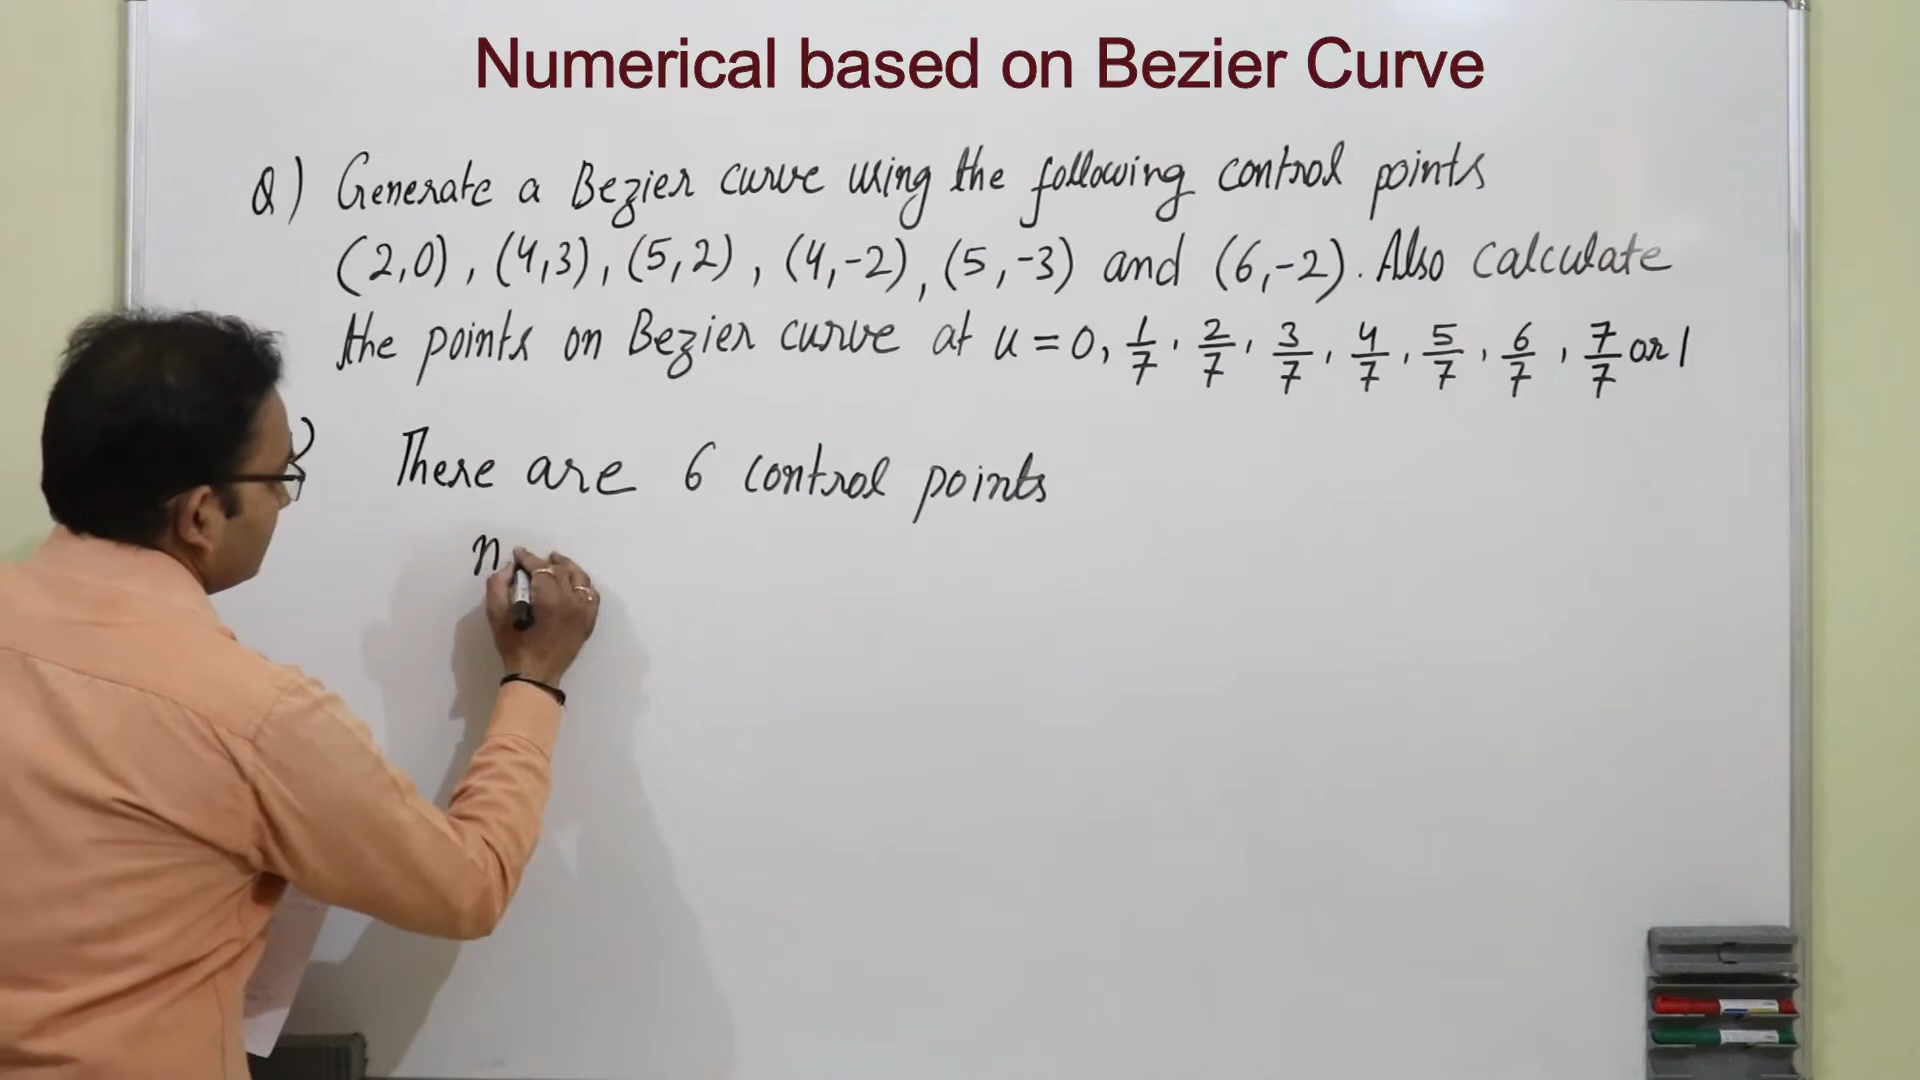 Numerical based on Bezier Curve
Q) Generate a Bezier curve using the following control points
(2,0), (4,3), (5,2), (4,-2), (5,-3) and (6,-2). Also calculate
the points on Bezier curve at u = 0, 1/7, 2/7, 3/7, 4/7, 5/7, 6/7, 7/7 or 1
There are 6 control points
n